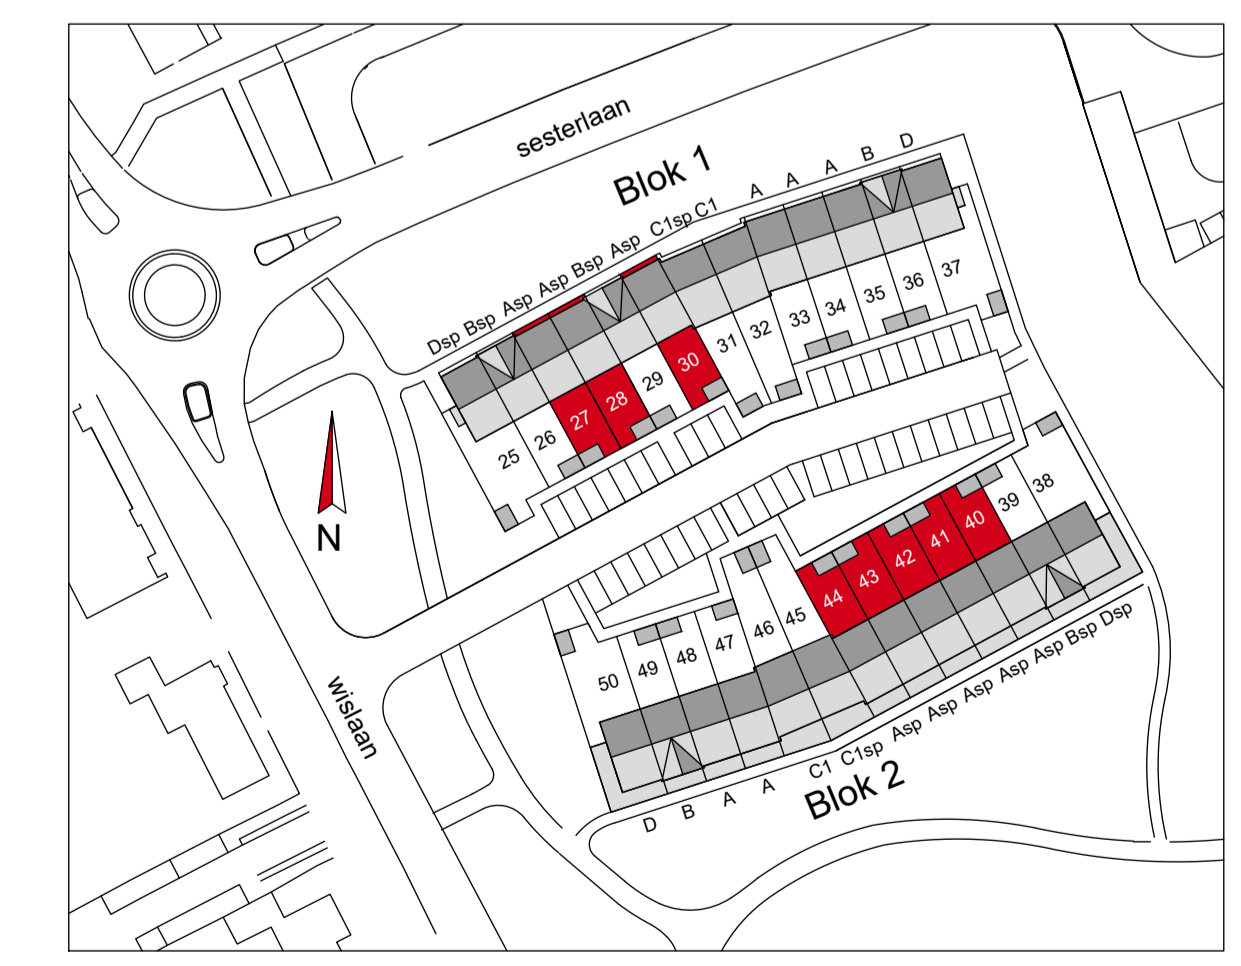 sesterlaan
Blok 1
Dsp Bsp Asp Asp Bsp Asp C1sp C1 A A A B D
25 26 27 28 29 30 31 32 33 34 35 36 37
N
44 43 42 41 40 39 38
50 49 48 47 46 45
wislaan
D B A A C1 C1sp Asp Asp Asp Asp Asp Bsp Dsp
Blok 2